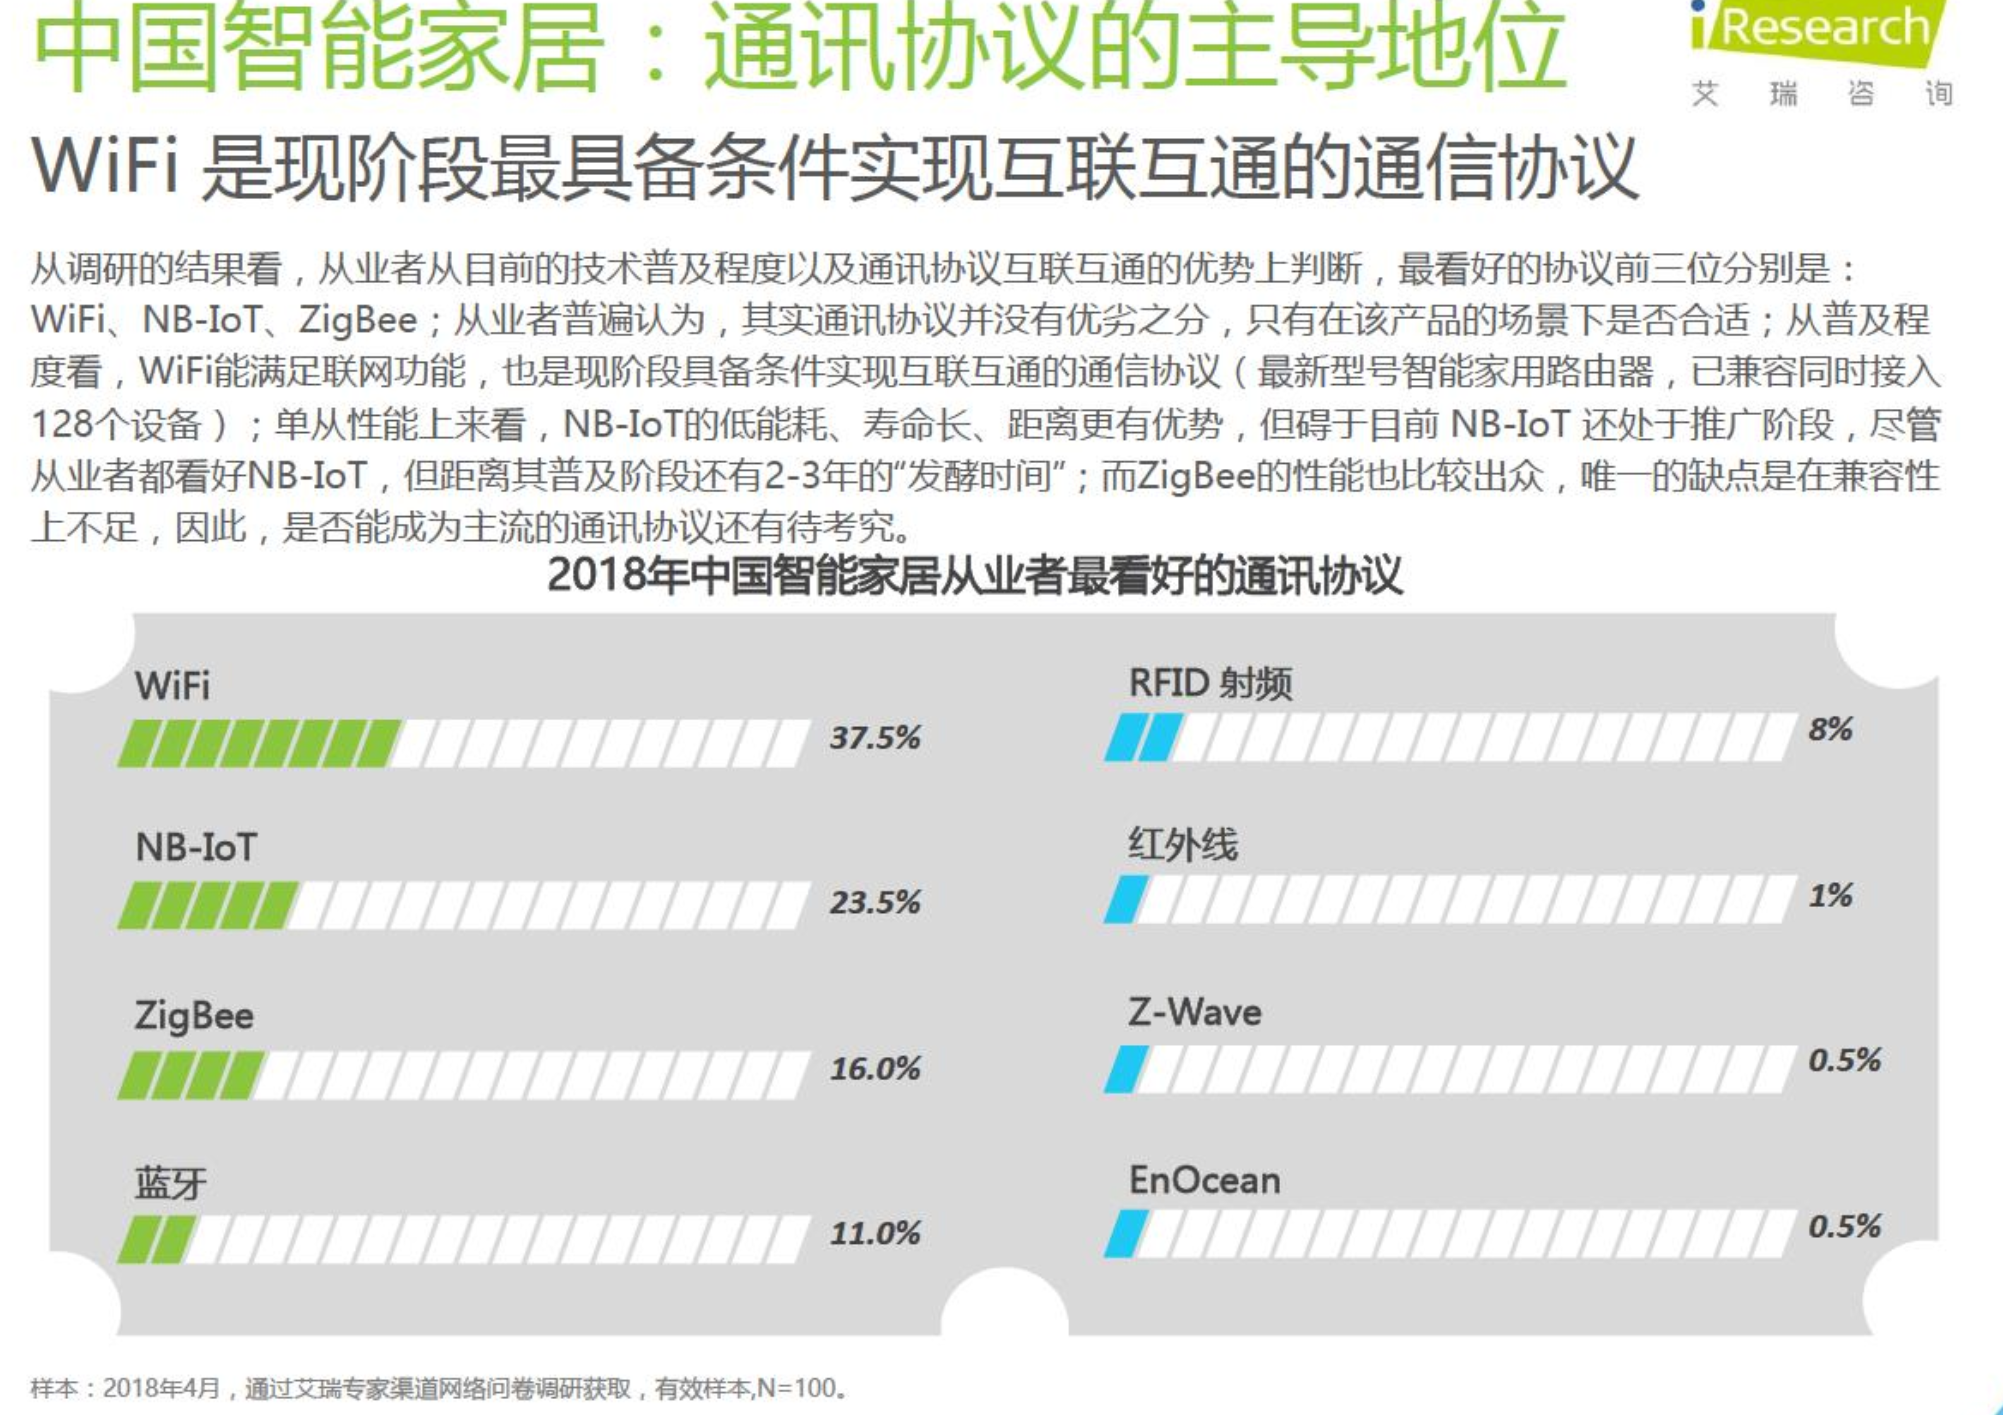 中国智能家居：通讯协议的主导地位
iResearch
艾瑞咨询
WiFi 是现阶段最具备条件实现互联互通的通信协议
从调研的结果看，从业者从目前的技术普及程度以及通讯协议互联互通的优势上判断，最看好的协议前三位分别是：
WiFi、NB-IoT、ZigBee；从业者普遍认为，其实通讯协议并没有优劣之分，只有在该产品的场景下是否合适；从普及程
度看，WiFi能满足联网功能，也是现阶段具备条件实现互联互通的通信协议（最新型号智能家用路由器，已兼容同时接入
128个设备）；单从性能上来看，NB-IoT的低能耗、寿命长、距离更有优势，但碍于目前 NB-IoT 还处于推广阶段，尽管
从业者都看好NB-IoT，但距离其普及阶段还有2-3年的“发酵时间”；而ZigBee的性能也比较出众，唯一的缺点是在兼容性
上不足，因此，是否能成为主流的通讯协议还有待考究。
2018年中国智能家居从业者最看好的通讯协议
WiFi
37.5%
NB-IoT
23.5%
ZigBee
16.0%
蓝牙
11.0%
RFID 射频
8%
红外线
1%
Z-Wave
0.5%
EnOcean
0.5%
样本：2018年4月，通过艾瑞专家渠道网络问卷调研获取，有效样本,N=100。